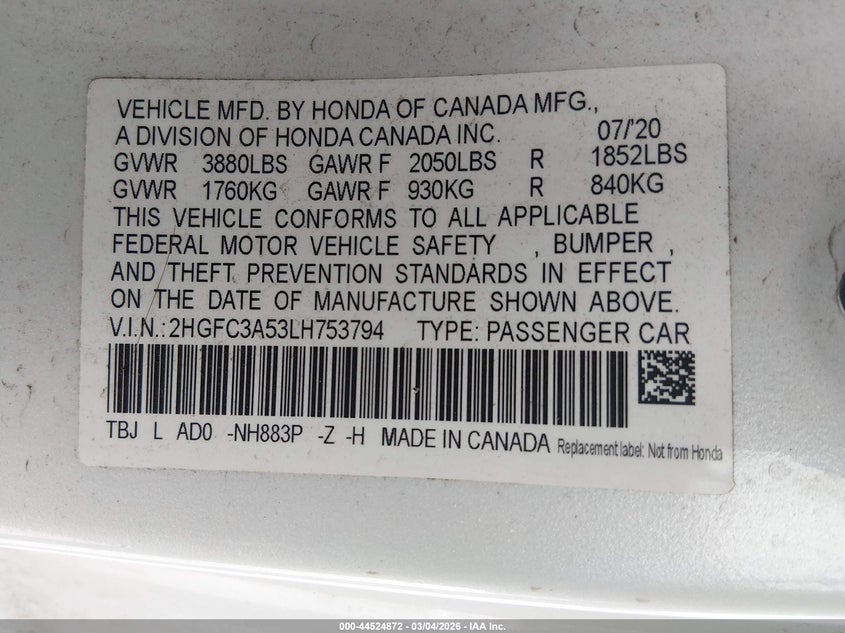 VEHICLE MFD. BY HONDA OF CANADA MFG.,
A DIVISION OF HONDA CANADA INC. 07/'20
GVWR 3880LBS GAWR F 2050LBS R 1852LBS
GVWR 1760KG GAWR F 930KG R 840KG
THIS VEHICLE CONFORMS TO ALL APPLICABLE
FEDERAL MOTOR VEHICLE SAFETY , BUMPER ,
AND THEFT PREVENTION STANDARDS IN EFFECT
ON THE DATE OF MANUFACTURE SHOWN ABOVE.
V.I.N.:2HGFC3A53LH753794 TYPE: PASSENGER CAR
TBJ L AD0 -NH883P -Z -H MADE IN CANADA Replacement label: Not from Honda
000-44524872 — 03/04/2026 — IAA Inc.